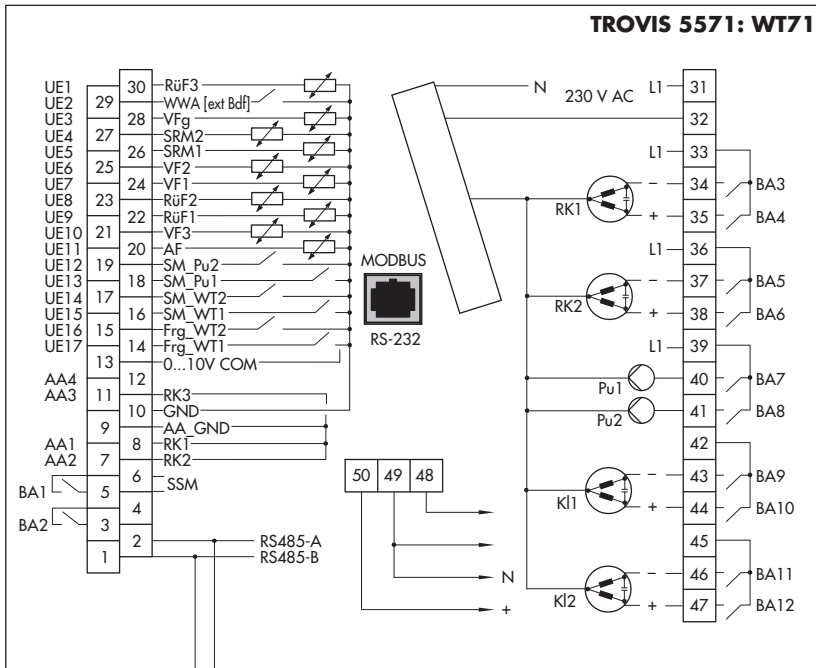 TROVIS 5571: WT71
UE1 30 RüF3
UE2 29 WWA [ext Bdf]
UE3 28 VFg
UE4 27 SRM2
UE5 26 SRM1
UE6 25 VF2
UE7 24 VF1
UE8 23 RüF2
UE9 22 RüF1
UE10 21 VF3
UE11 20 AF
UE12 19 SM_Pu2
UE13 18 SM_Pu1
UE14 17 SM_WT2
UE15 16 SM_WT1
UE16 15 Frg_WT2
UE17 14 Frg_WT1
13 0...10V COM
AA4 12
AA3 11 RK3
10 GND
9 AA_GND
AA1 8 RK1
AA2 7 RK2
6
SSM
BA1 5
4
BA2 3
2 RS485-A
1 RS485-B
MODBUS
RS-232
50 49 48
N
+
N 230 V AC L1 31
32
L1 33
RK1 − 34 BA3
+ 35 BA4
L1 36
RK2 − 37 BA5
+ 38 BA6
L1 39
Pu1 40 BA7
Pu2 41 BA8
42
Kl1 − 43 BA9
+ 44 BA10
45
Kl2 − 46 BA11
+ 47 BA12